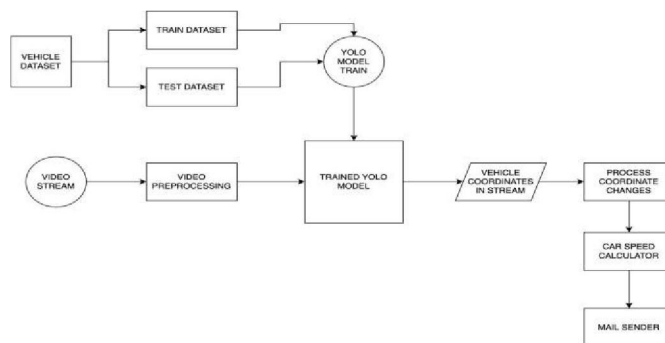 TRAIN DATASET
VEHICLE
DATASET
YOLO
MODEL
TRAIN
TEST DATASET
VIDEO
STREAM
VIDEO
PREPROCESSING
TRAINED YOLO
MODEL
VEHICLE
COORDINATES
IN STREAM
PROCESS
COORDINATE
CHANGES
CAR SPEED
CALCULATOR
MAIL SENDER